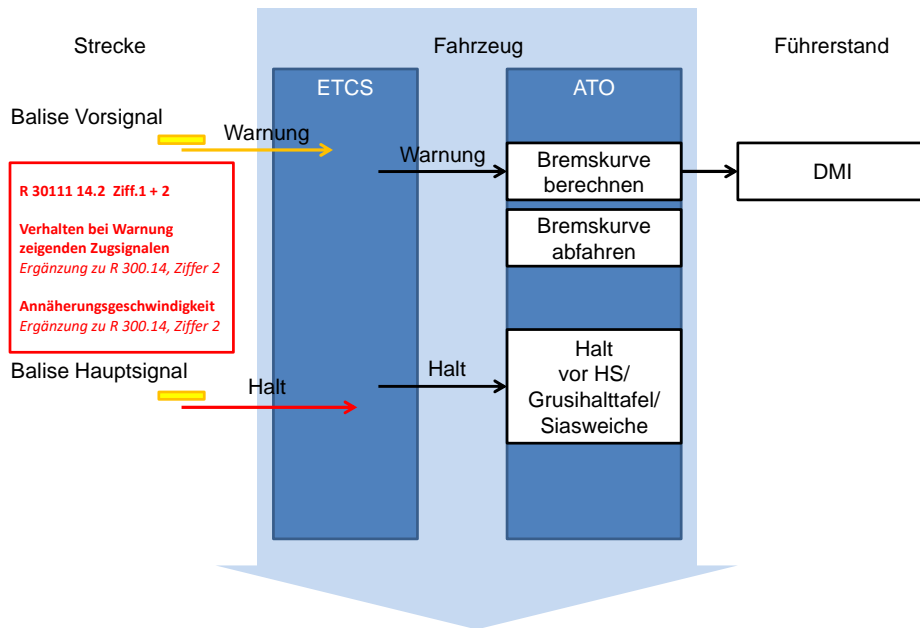 Strecke
Fahrzeug
Führerstand
ETCS
ATO
Balise Vorsignal
Warnung
Warnung
Bremskurve
berechnen
DMI
R 30111 14.2  Ziff.1 + 2
Verhalten bei Warnung
zeigenden Zugsignalen
Ergänzung zu R 300.14, Ziffer 2
Annäherungsgeschwindigkeit
Ergänzung zu R 300.14, Ziffer 2
Bremskurve
abfahren
Balise Hauptsignal
Halt
Halt
Halt
vor HS/
Grusihalttafel/
Siasweiche